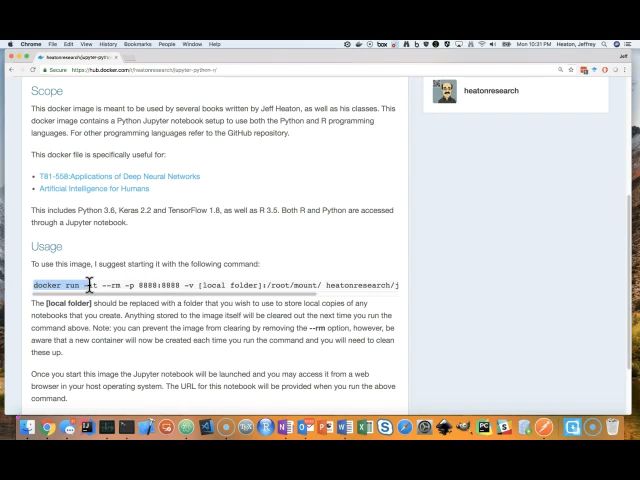 Chrome File Edit View History Bookmarks People Window Help
box
Mon 10:31 PM Heaton, Jeffrey
heatonresearch/jupyter-python-
Jeff
Secure https://hub.docker.com/r/heatonresearch/jupyter-python-r/
Scope
heatonresearch
This docker image is meant to be used by several books written by Jeff Heaton, as well as his classes. This
docker image contains a Python Jupyter notebook setup to use both the Python and R programming
languages. For other programming languages refer to the GitHub repository.
This docker file is specifically useful for:
• T81-558:Applications of Deep Neural Networks
• Artificial Intelligence for Humans
This includes Python 3.6, Keras 2.2 and TensorFlow 1.8, as well as R 3.5. Both R and Python are accessed
through a Jupyter notebook.
Usage
To use this image, I suggest starting it with the following command:
docker run -it --rm -p 8888:8888 -v [local folder]:/root/mount/ heatonresearch/j
The [local folder] should be replaced with a folder that you wish to use to store local copies of any
notebooks that you create. Anything stored to the image itself will be cleared out the next time you run the
command above. Note: you can prevent the image from clearing by removing the --rm option, however, be
aware that a new container will now be created each time you run the command and you will need to clean
these up.
Once you start this image the Jupyter notebook will be launched and you may access it from a web
browser in your host operating system. The URL for this notebook will be provided when you run the above
command.